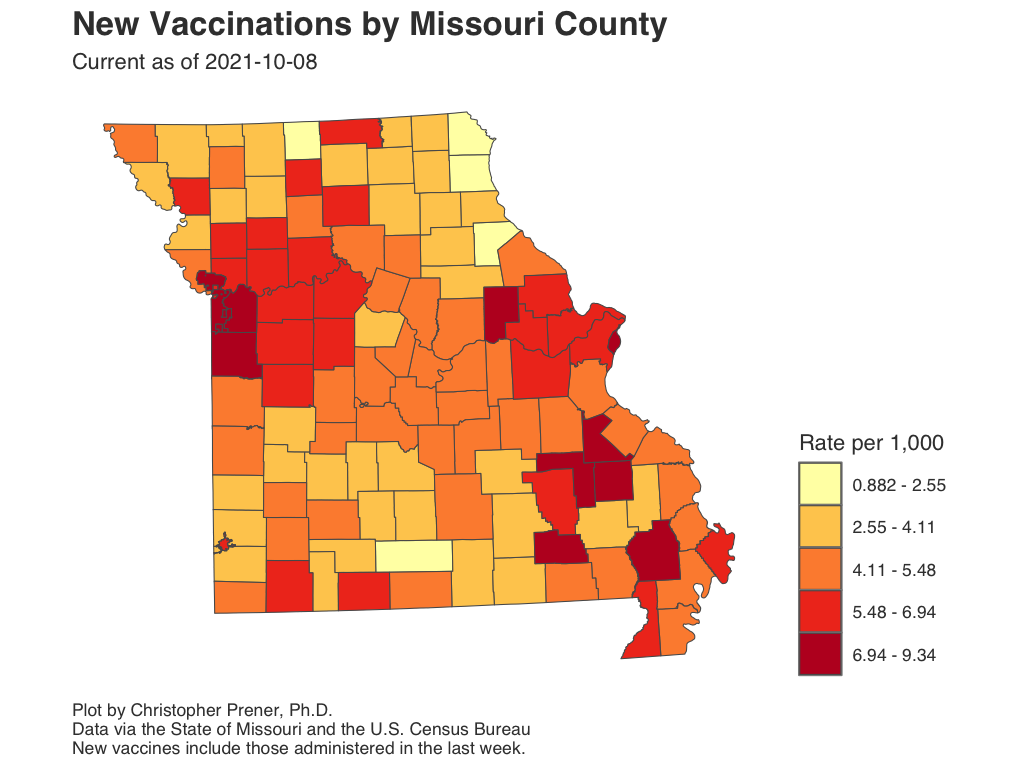 New Vaccinations by Missouri County
Current as of 2021-10-08
Rate per 1,000
0.882 - 2.55
2.55 - 4.11
4.11 - 5.48
5.48 - 6.94
6.94 - 9.34
Plot by Christopher Prener, Ph.D.
Data via the State of Missouri and the U.S. Census Bureau
New vaccines include those administered in the last week.